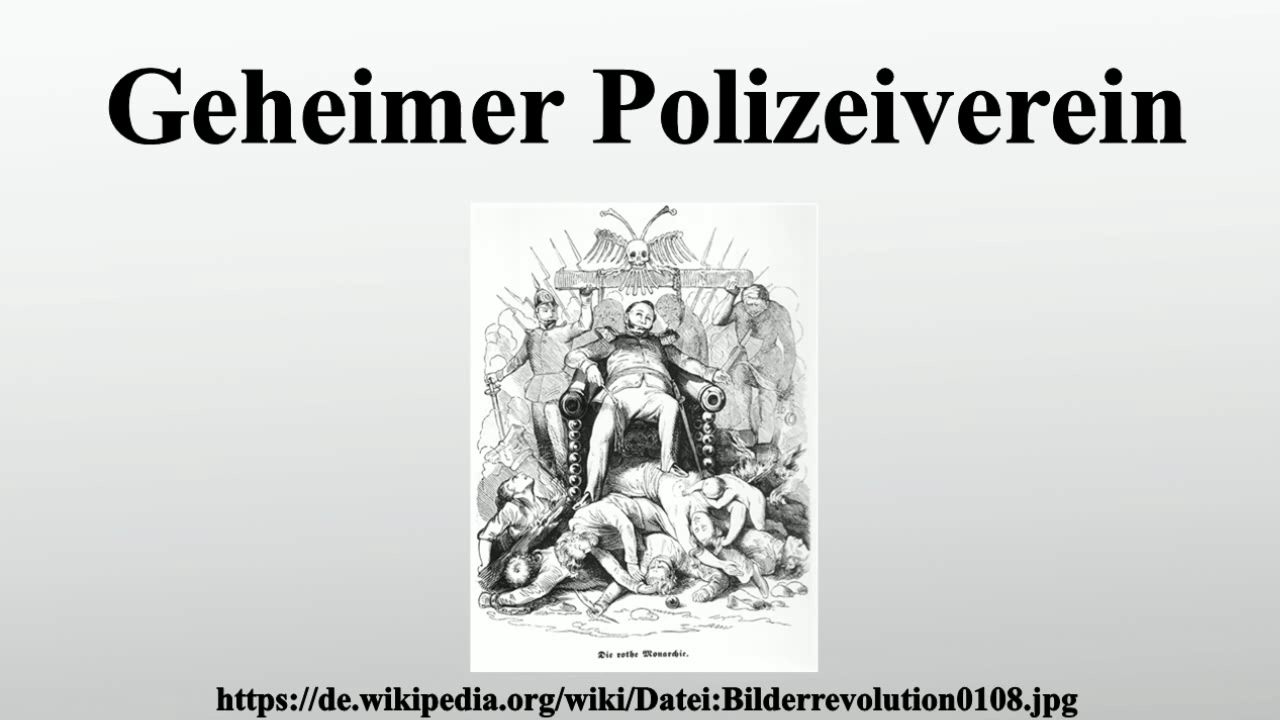 Geheimer Polizeiverein
Die rothe Monarchie.
https://de.wikipedia.org/wiki/Datei:Bilderrevolution0108.jpg